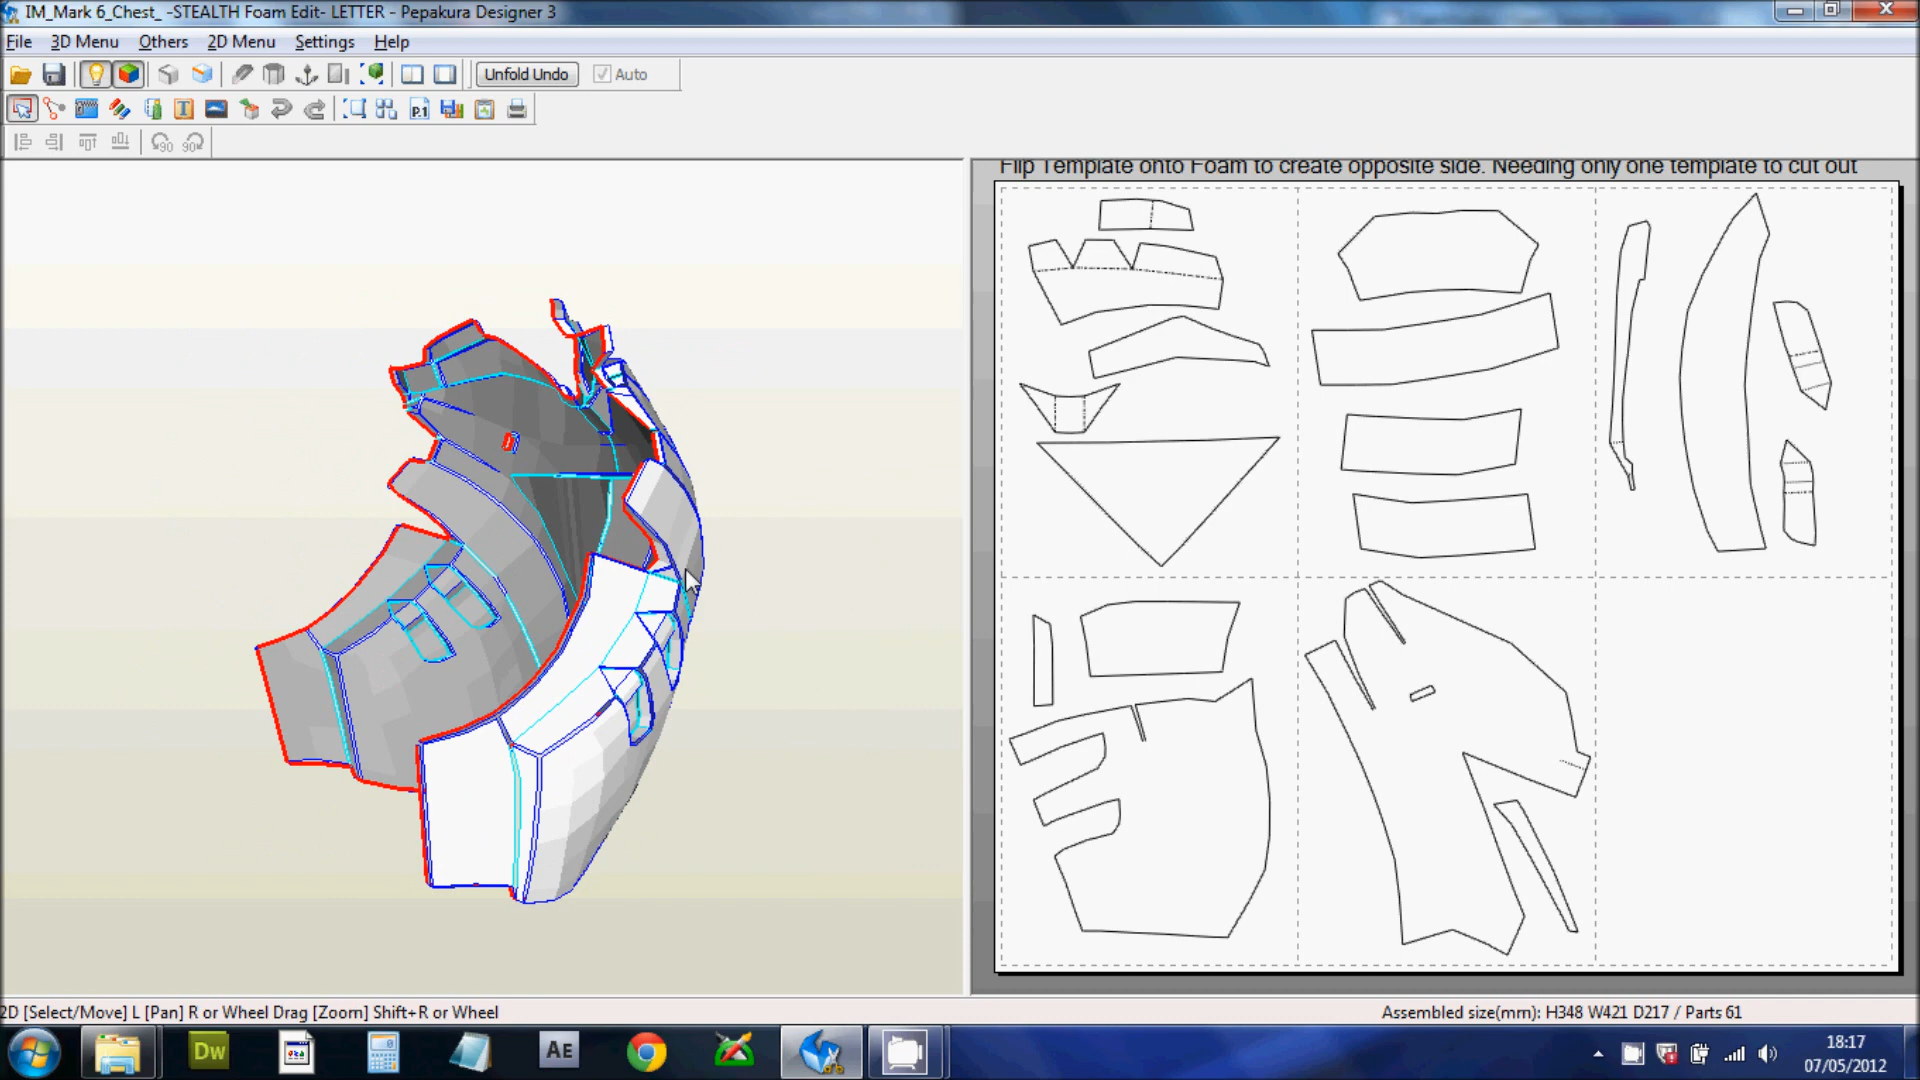 IM_Mark 6_Chest_ -STEALTH Foam Edit- LETTER - Pepakura Designer 3
File 3D Menu Others 2D Menu Settings Help
Unfold Undo Auto
T P.1
90 90
Flip Template onto Foam to create opposite side. Needing only one template to cut out
2D [Select/Move] L [Pan] R or Wheel Drag [Zoom] Shift+R or Wheel
Assembled size(mm): H348 W421 D217 / Parts 61
Dw AE
18:17
07/05/2012